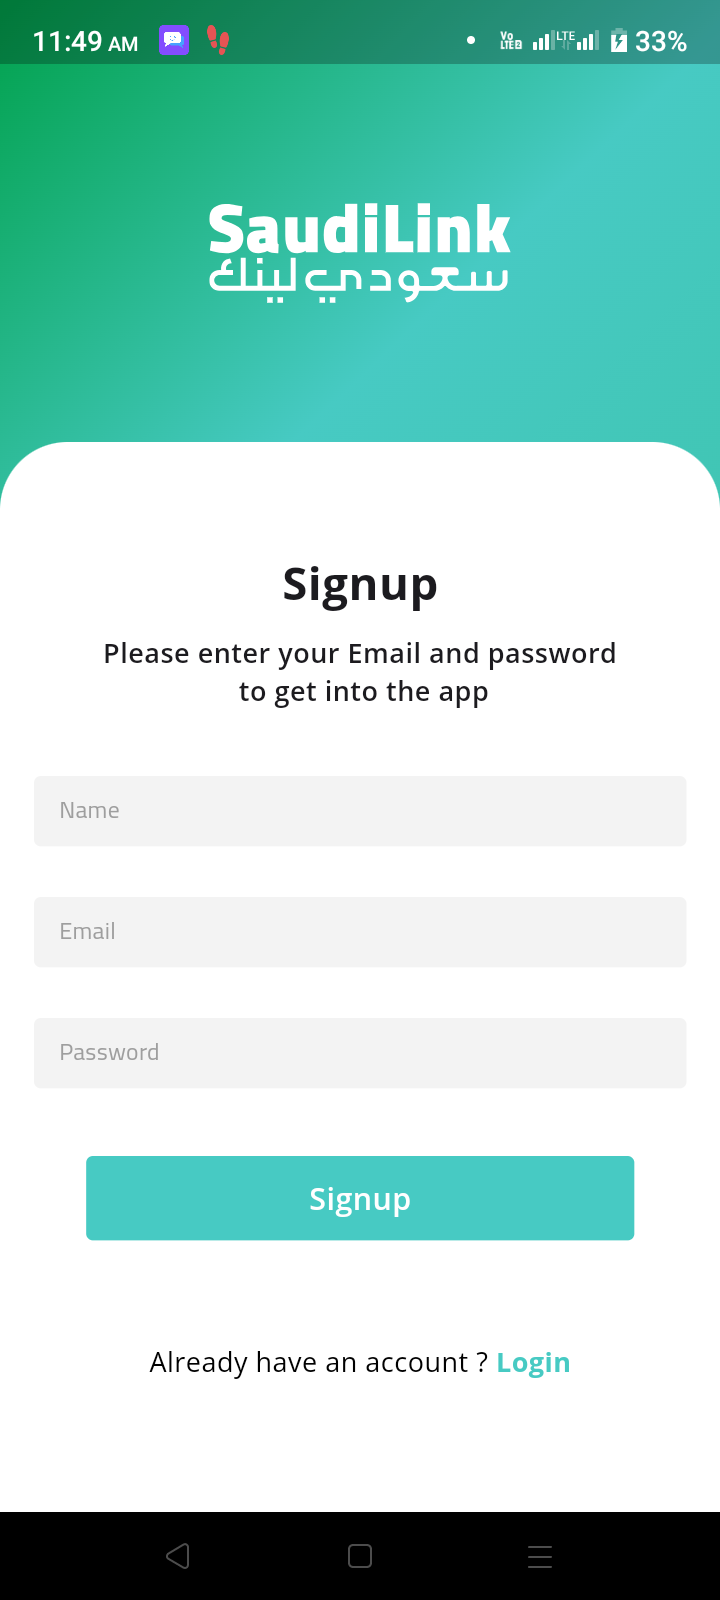 11:49 AM
Vo LTE 2 LTE 33%
SaudiLink
سعودي لينك
Signup
Please enter your Email and password
to get into the app
Name
Email
Password
Signup
Already have an account ? Login